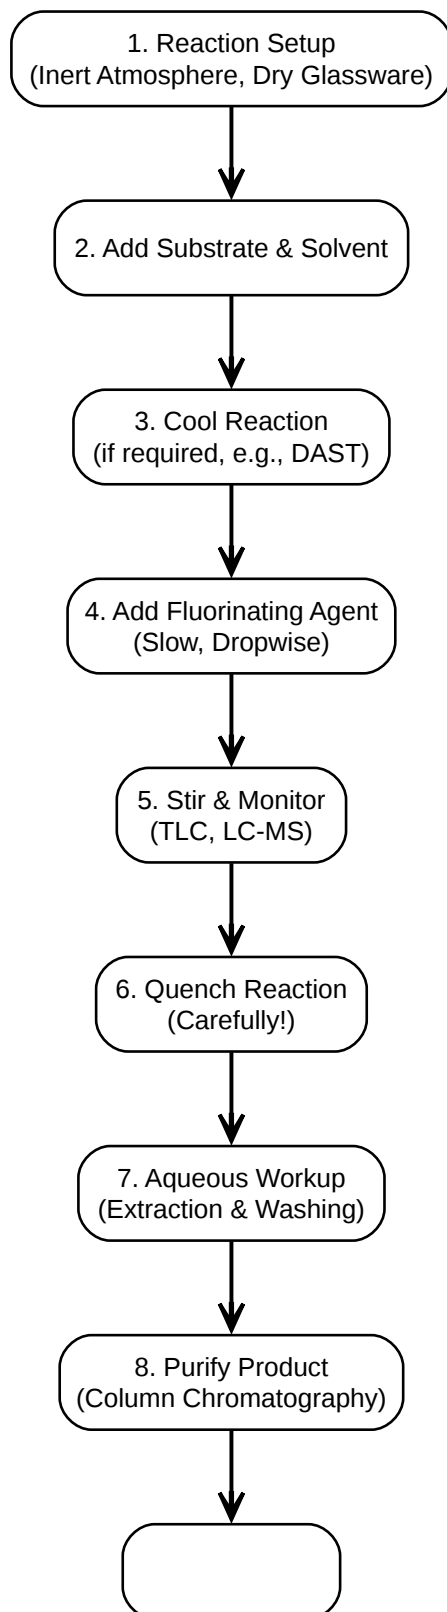 1. Reaction Setup
(Inert Atmosphere, Dry Glassware)
2. Add Substrate & Solvent
3. Cool Reaction
(if required, e.g., DAST)
4. Add Fluorinating Agent
(Slow, Dropwise)
5. Stir & Monitor
(TLC, LC-MS)
6. Quench Reaction
(Carefully!)
7. Aqueous Workup
(Extraction & Washing)
8. Purify Product
(Column Chromatography)